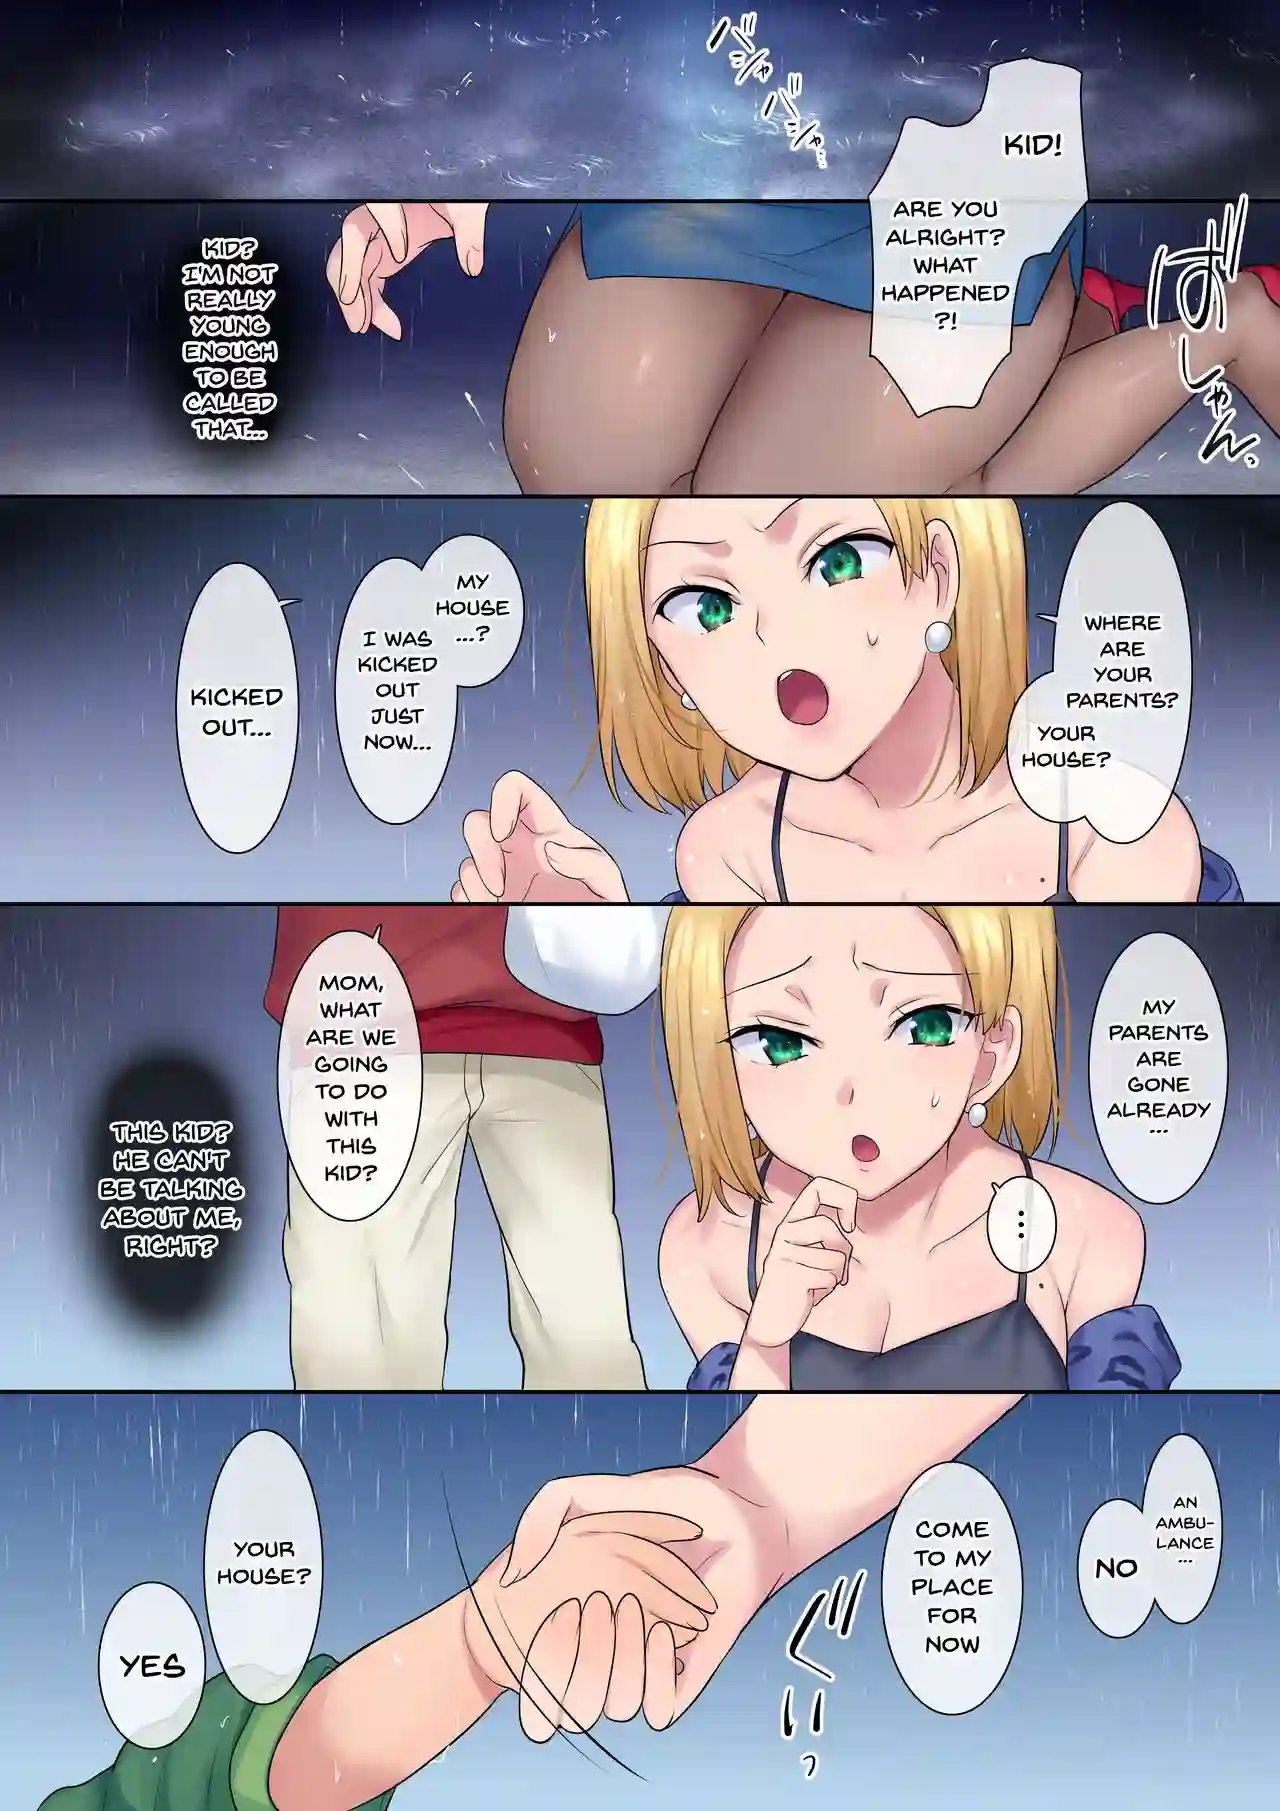 バシャ
バシャ…
KID!
ARE YOU
ALRIGHT?
WHAT
HAPPENED
?!
ばしゃん
KID?
I'M NOT
REALLY
YOUNG
ENOUGH
TO BE
CALLED
THAT...
WHERE
ARE
YOUR
PARENTS?
YOUR
HOUSE?
MY
HOUSE
...?
I WAS
KICKED
OUT
JUST
NOW...
KICKED
OUT...
MY
PARENTS
ARE
GONE
ALREADY
...
...
MOM,
WHAT
ARE WE
GOING
TO DO
WITH
THIS
KID?
THIS KID?
HE CAN'T
BE TALKING
ABOUT ME,
RIGHT?
AN
AMBU-
LANCE
...
NO
COME
TO MY
PLACE
FOR
NOW
ぐいっ
YOUR
HOUSE?
YES